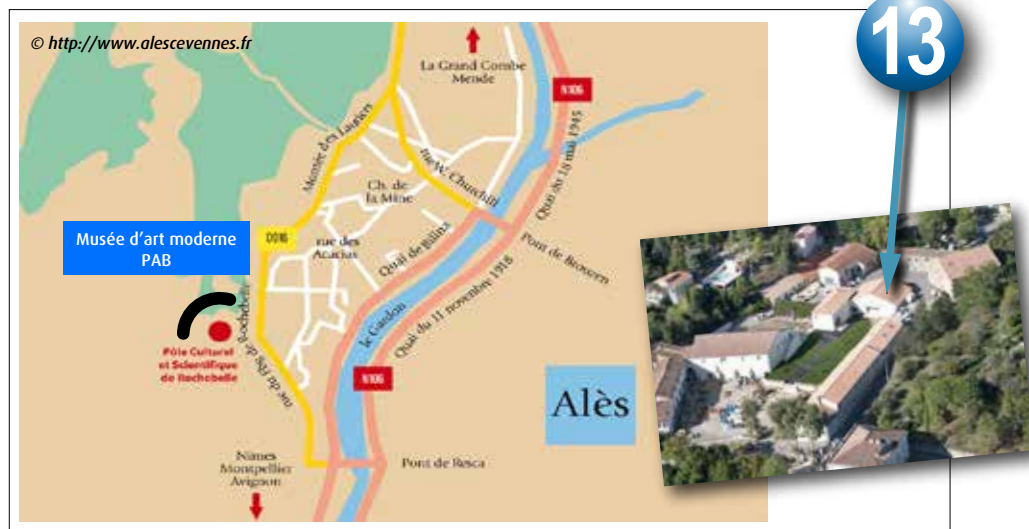 © http://www.alescevennes.fr
13
La Grand Combe
Mende
N106
Montée des Lauriers
rue W. Churchill
Quai du 18 mai 1945
Ch. de
la Mine
Musée d'art moderne
PAB
D916
rue des
Acacias
Quai de Bilina
Pont de Brouzen
le Gardon
Quai du 11 novembre 1918
Pôle Culturel
et Scientifique
de Rochebelle
rue du Fbg de Rochebelle
N106
Alès
Nîmes
Montpellier
Avignon
Pont de Resca